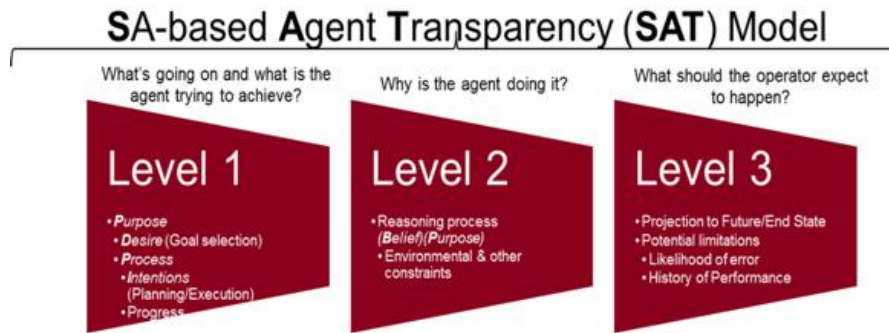 SA-based Agent Transparency (SAT) Model
What's going on and what is the
agent trying to achieve?
Level 1
•Purpose
•Desire (Goal selection)
•Process
•Intentions
(Planning/Execution)
•Progress
Why is the agent doing it?
Level 2
•Reasoning process
(Belief)(Purpose)
•Environmental & other
constraints
What should the operator expect
to happen?
Level 3
•Projection to Future/End State
•Potential limitations
•Likelihood of error
•History of Performance